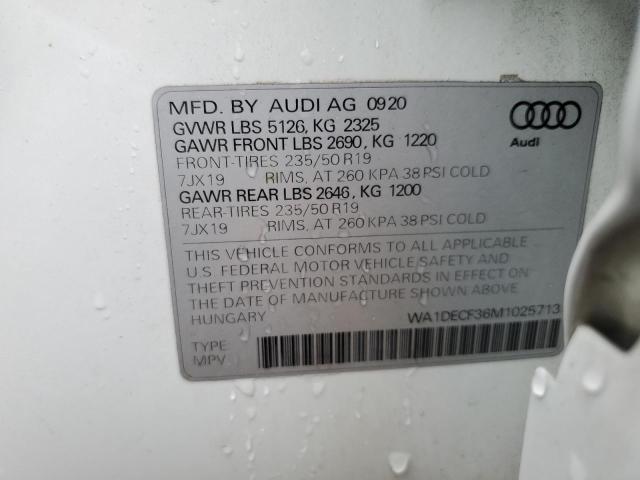 MFD. BY AUDI AG 0920
GVWR LBS 5126, KG 2325
GAWR FRONT LBS 2690, KG 1220
FRONT-TIRES 235/50 R19
7JX19 RIMS, AT 260 KPA 38 PSI COLD
GAWR REAR LBS 2646, KG 1200
REAR-TIRES 235/50 R19
7JX19 RIMS, AT 260 KPA 38 PSI COLD
Audi
THIS VEHICLE CONFORMS TO ALL APPLICABLE
U.S. FEDERAL MOTOR VEHICLE SAFETY AND
THEFT PREVENTION STANDARDS IN EFFECT ON
THE DATE OF MANUFACTURE SHOWN ABOVE
HUNGARY WA1DECF36M1025713
TYPE:
MPV